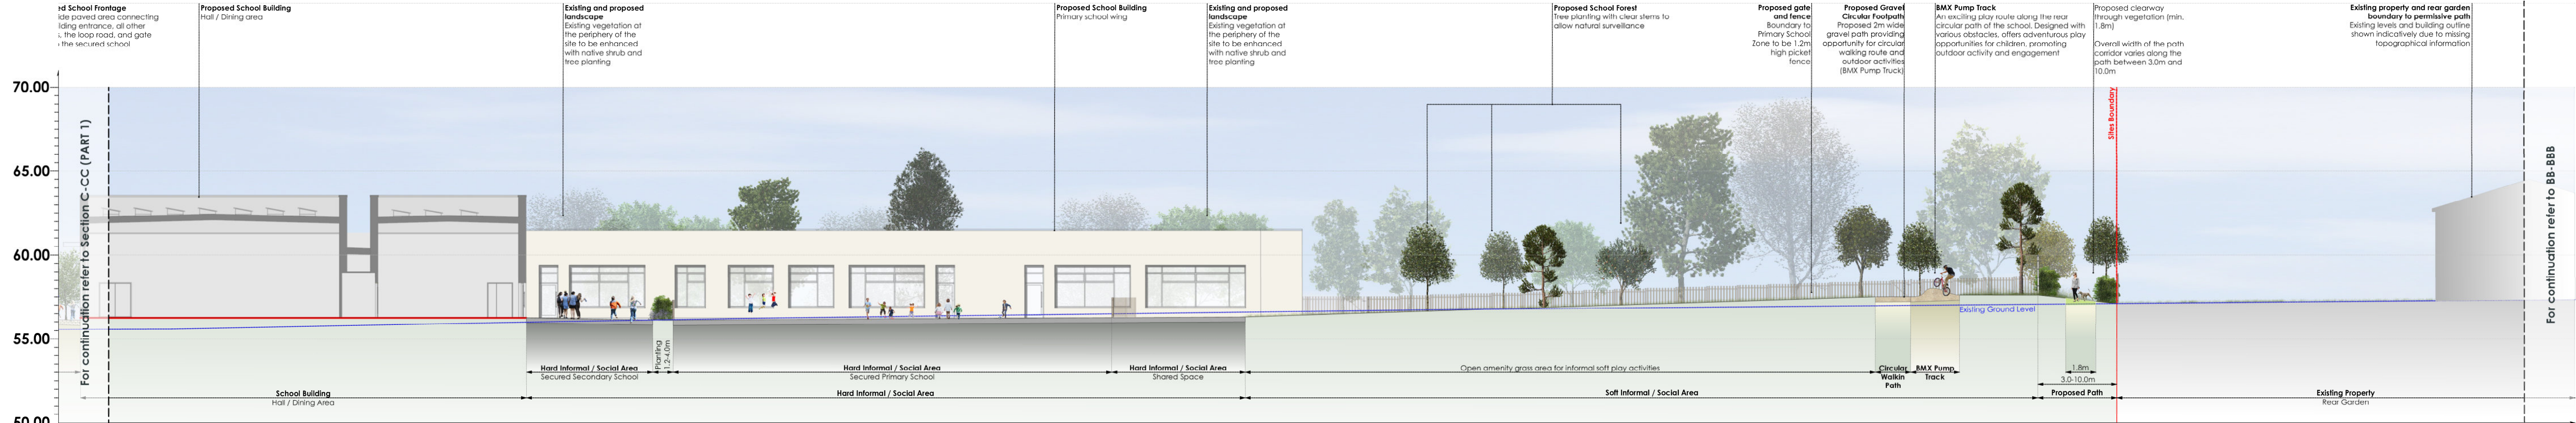 ed School Frontage
ide paved area connecting
ilding entrance, all other
s, the loop road, and gate
the secured school
Proposed School Building
Hall / Dining area
Existing and proposed
landscape
Existing vegetation at
the periphery of the
site to be enhanced
with native shrub and
tree planting
Proposed School Building
Primary school wing
Existing and proposed
landscape
Existing vegetation at
the periphery of the
site to be enhanced
with native shrub and
tree planting
Proposed School Forest
Tree planting with clear stems to
allow natural surveillance
Proposed gate
and fence
Boundary to
Primary School
Zone to be 1.2m
high picket
fence
Proposed Gravel
Circular Footpath
Proposed 2m wide
gravel path providing
opportunity for circular
walking route and
outdoor activities
(BMX Pump Truck)
BMX Pump Track
An exciting play route along the rear
circular path of the school. Designed with
various obstacles, offers adventurous play
opportunities for children, promoting
outdoor activity and engagement
Proposed clearway
through vegetation (min.
1.8m)
Overall width of the path
corridor varies along the
path between 3.0m and
10.0m
Existing property and rear garden
boundary to permissive path
Existing levels and building outline
shown indicatively due to missing
topographical information
70.00
65.00
60.00
55.00
50.00
For continuation refer to Section C-CC (PART 1)
Sites Boundary
For continuation refer to BB-BBB
Existing Ground Level
Planting
1.2-4.0m
Hard Informal / Social Area
Secured Secondary School
Hard Informal / Social Area
Secured Primary School
Hard Informal / Social Area
Shared Space
Open amenity grass area for informal soft play activities
Circular
Walkin
Path
BMX Pump
Track
1.8m
3.0-10.0m
School Building
Hall / Dining Area
Hard Informal / Social Area
Soft Informal / Social Area
Proposed Path
Existing Property
Rear Garden